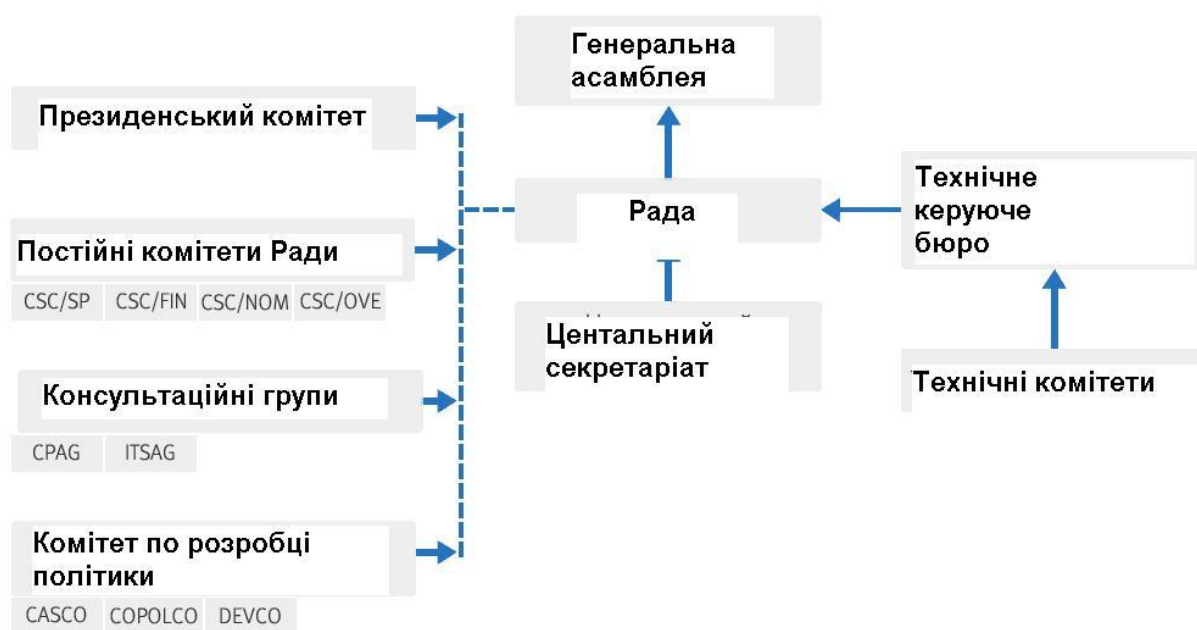 Генеральна
асамблея
Президенський комітет
Рада
Технічне
керуюче
бюро
Постійні комітети Ради
CSC/SP CSC/FIN CSC/NOM CSC/OVE
Центальний
секретаріат
Технічні комітети
Консультаційні групи
CPAG ITSAG
Комітет по розробці
політики
CASCO COPOLCO DEVCO